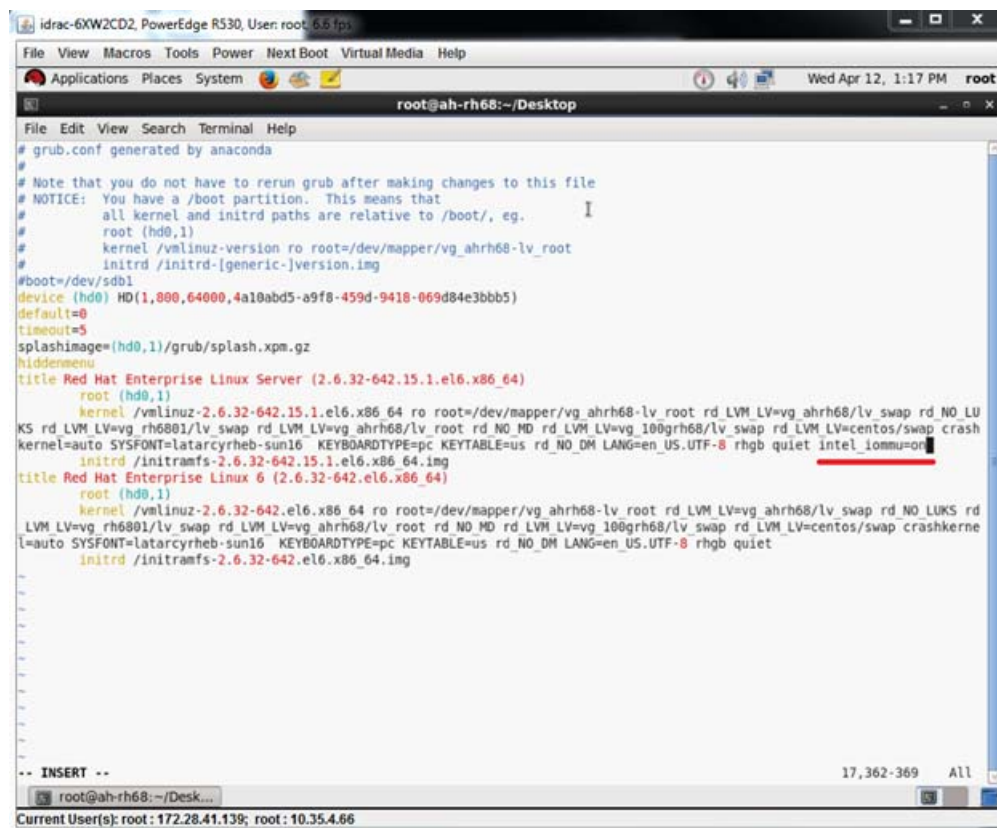 idrac-6XW2CD2, PowerEdge R530, User: root, 6.6 fps
File View Macros Tools Power Next Boot Virtual Media Help
Applications Places System Wed Apr 12, 1:17 PM root
root@ah-rh68:~/Desktop
File Edit View Search Terminal Help
# grub.conf generated by anaconda
#
# Note that you do not have to rerun grub after making changes to this file
# NOTICE:  You have a /boot partition.  This means that
#          all kernel and initrd paths are relative to /boot/, eg.
#          root (hd0,1)
#          kernel /vmlinuz-version ro root=/dev/mapper/vg_ahrh68-lv_root
#          initrd /initrd-[generic-]version.img
#boot=/dev/sdb1
device (hd0) HD(1,800,64000,4a10abd5-a9f8-459d-9418-069d84e3bbb5)
default=0
timeout=5
splashimage=(hd0,1)/grub/splash.xpm.gz
hiddenmenu
title Red Hat Enterprise Linux Server (2.6.32-642.15.1.el6.x86_64)
        root (hd0,1)
        kernel /vmlinuz-2.6.32-642.15.1.el6.x86_64 ro root=/dev/mapper/vg_ahrh68-lv_root rd_LVM_LV=vg_ahrh68/lv_swap rd_NO_LU
KS rd_LVM_LV=vg_rh6801/lv_swap rd_LVM_LV=vg_ahrh68/lv_root rd_NO_MD rd_LVM_LV=vg_100grh68/lv_swap rd_LVM_LV=centos/swap crash
kernel=auto SYSFONT=latarcyrheb-sun16  KEYBOARDTYPE=pc KEYTABLE=us rd_NO_DM LANG=en_US.UTF-8 rhgb quiet intel_iommu=on
        initrd /initramfs-2.6.32-642.15.1.el6.x86_64.img
title Red Hat Enterprise Linux 6 (2.6.32-642.el6.x86_64)
        root (hd0,1)
        kernel /vmlinuz-2.6.32-642.el6.x86_64 ro root=/dev/mapper/vg_ahrh68-lv_root rd_LVM_LV=vg_ahrh68/lv_swap rd_NO_LUKS rd
_LVM_LV=vg_rh6801/lv_swap rd_LVM_LV=vg_ahrh68/lv_root rd_NO_MD rd_LVM_LV=vg_100grh68/lv_swap rd_LVM_LV=centos/swap crashkerne
l=auto SYSFONT=latarcyrheb-sun16  KEYBOARDTYPE=pc KEYTABLE=us rd_NO_DM LANG=en_US.UTF-8 rhgb quiet
        initrd /initramfs-2.6.32-642.el6.x86_64.img
~
~
~
~
~
~
~
~
~
~
~
-- INSERT -- 17,362-369 All
root@ah-rh68:~/Desk...
Current User(s): root : 172.28.41.139; root : 10.35.4.66